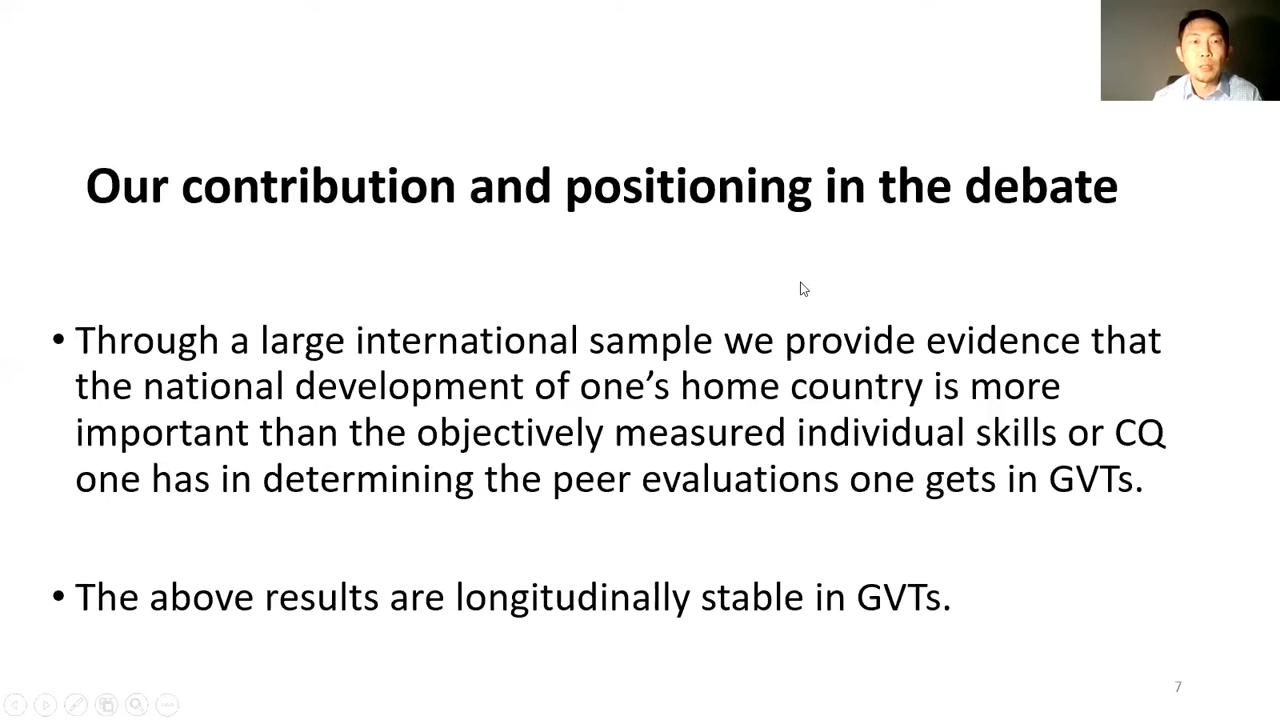 Our contribution and positioning in the debate
• Through a large international sample we provide evidence that
the national development of one’s home country is more
important than the objectively measured individual skills or CQ
one has in determining the peer evaluations one gets in GVTs.
• The above results are longitudinally stable in GVTs.
7